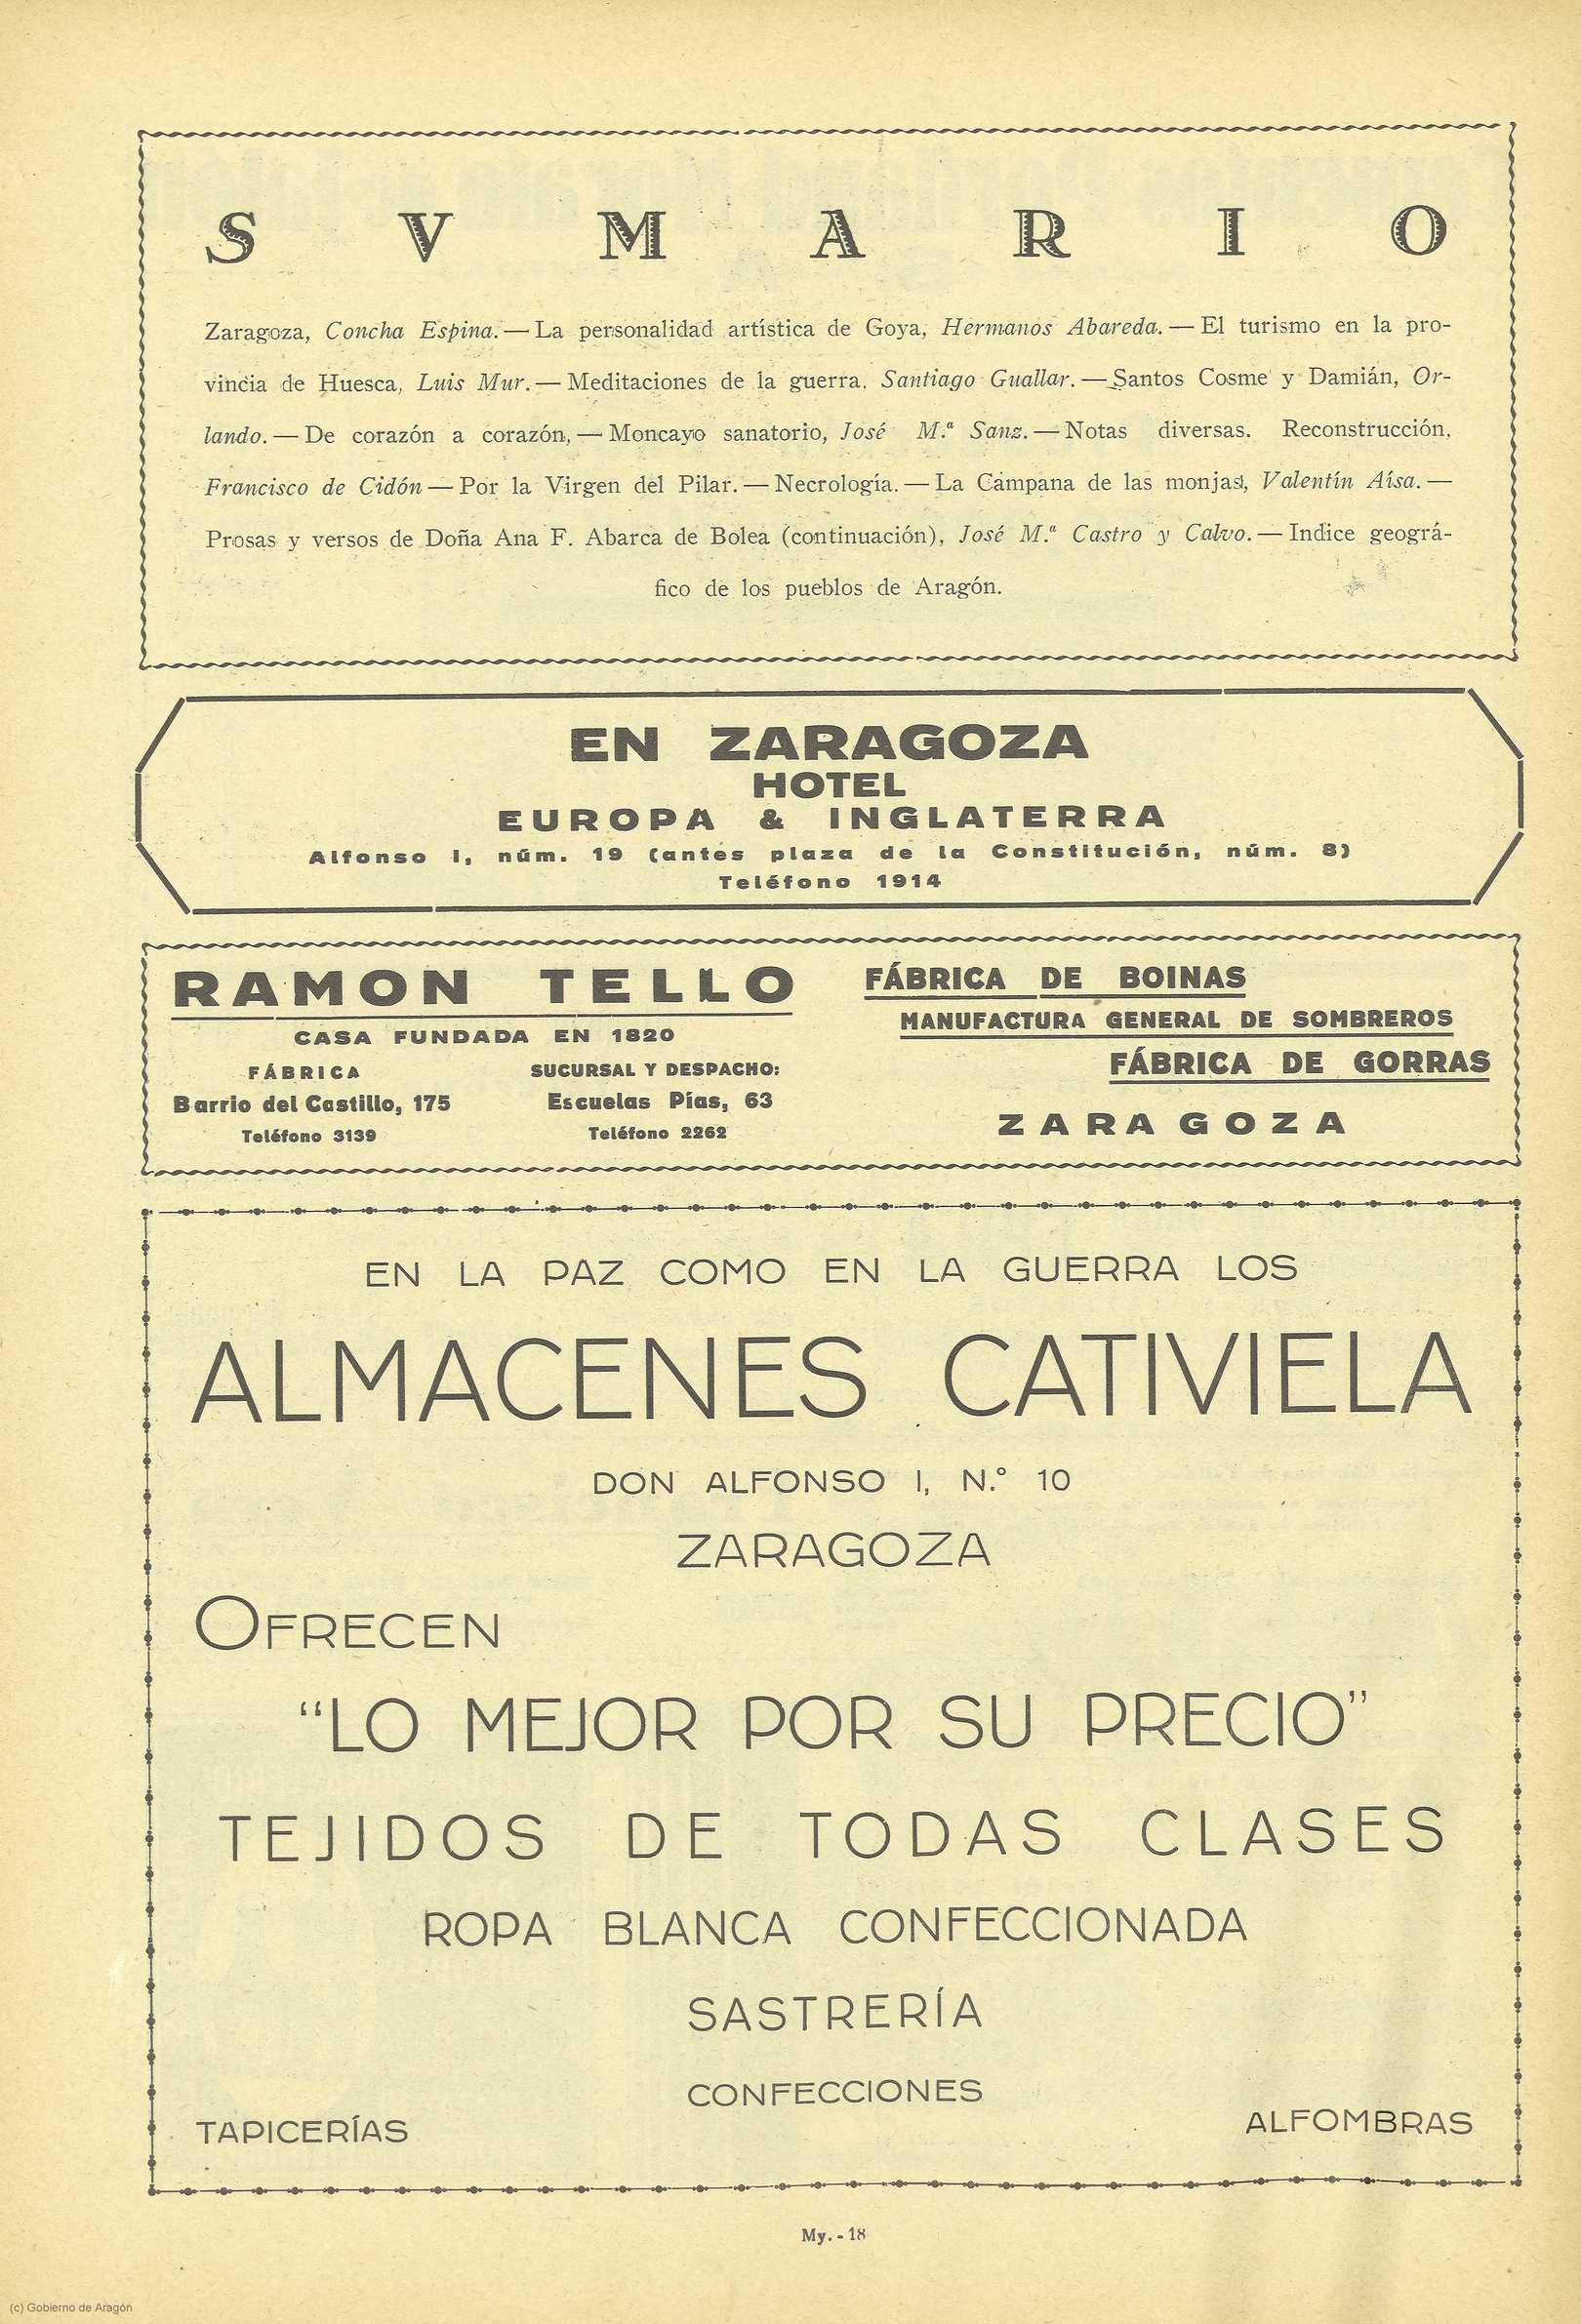 SVMARIO
Zaragoza, Concha Espina. — La personalidad artística de Goya, Hermanos Abareda. — El turismo en la pro-
vincia de Huesca, Luis Mur. — Meditaciones de la guerra, Santiago Guallar. — Santos Cosme y Damián, Or-
lando. — De corazón a corazón, — Moncayo sanatorio, José M.ª Sanz. — Notas diversas. Reconstrucción,
Francisco de Cidón — Por la Virgen del Pilar. — Necrología. — La Campana de las monjas, Valentín Aísa. —
Prosas y versos de Doña Ana F. Abarca de Bolea (continuación), José M.ª Castro y Calvo. — Indice geográ-
fico de los pueblos de Aragón.
EN ZARAGOZA
HOTEL
EUROPA & INGLATERRA
Alfonso I, núm. 19 (antes plaza de la Constitución, núm. 8)
Teléfono 1914
RAMON TELLO
CASA FUNDADA EN 1820
FÁBRICA
Barrio del Castillo, 175
Teléfono 3139
SUCURSAL Y DESPACHO:
Escuelas Pías, 63
Teléfono 2262
FÁBRICA DE BOINAS
MANUFACTURA GENERAL DE SOMBREROS
FÁBRICA DE GORRAS
ZARAGOZA
EN LA PAZ COMO EN LA GUERRA LOS
ALMACENES CATIVIELA
DON ALFONSO I, N.° 10
ZARAGOZA
OFRECEN
“LO MEJOR POR SU PRECIO”
TEJIDOS DE TODAS CLASES
ROPA BLANCA CONFECCIONADA
SASTRERÍA
CONFECCIONES
TAPICERÍAS
ALFOMBRAS
My. - 18
(c) Gobierno de Aragón